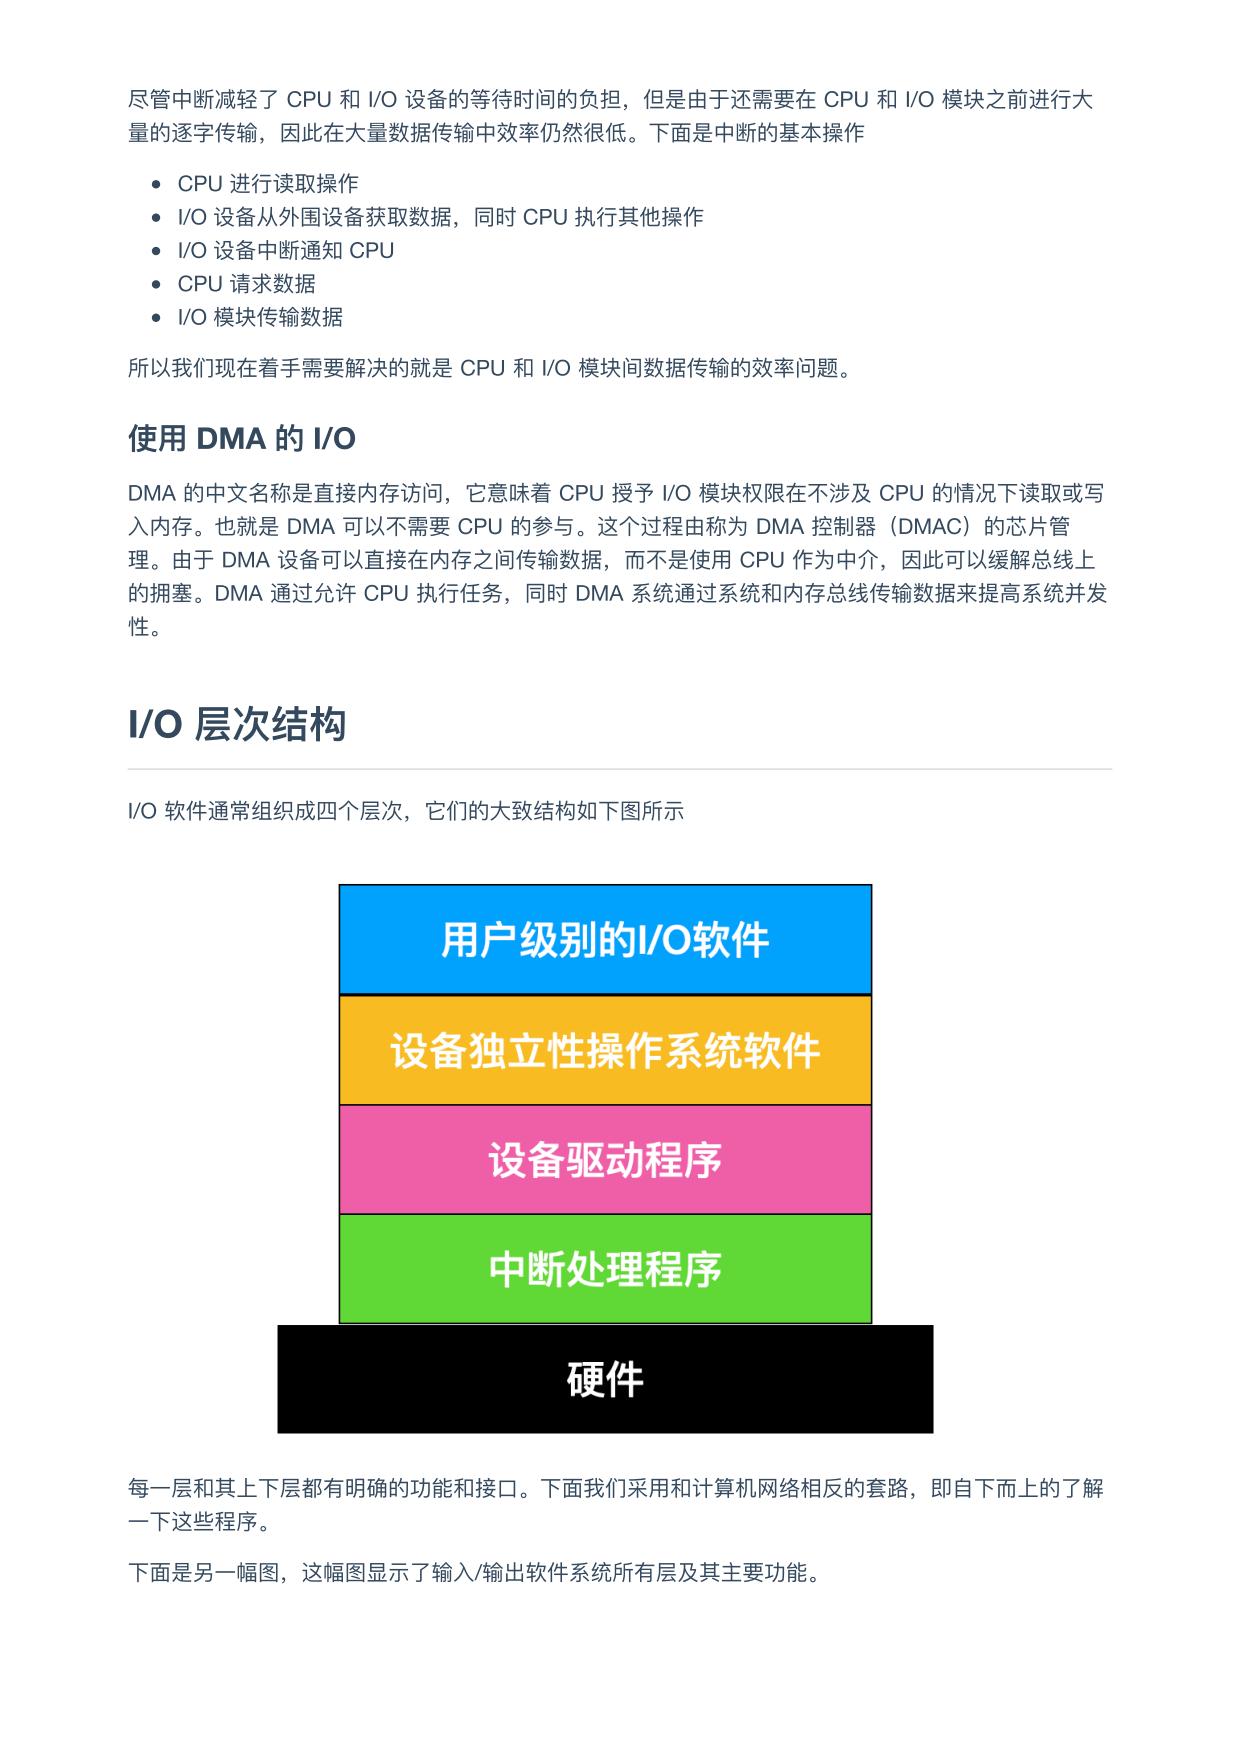 尽管中断减轻了 CPU 和 I/O 设备的等待时间的负担，但是由于还需要在 CPU 和 I/O 模块之前进行大
量的逐字传输，因此在大量数据传输中效率仍然很低。下面是中断的基本操作
• CPU 进行读取操作
• I/O 设备从外围设备获取数据，同时 CPU 执行其他操作
• I/O 设备中断通知 CPU
• CPU 请求数据
• I/O 模块传输数据
所以我们现在着手需要解决的就是 CPU 和 I/O 模块间数据传输的效率问题。
使用 DMA 的 I/O
DMA 的中文名称是直接内存访问，它意味着 CPU 授予 I/O 模块权限在不涉及 CPU 的情况下读取或写
入内存。也就是 DMA 可以不需要 CPU 的参与。这个过程由称为 DMA 控制器（DMAC）的芯片管
理。由于 DMA 设备可以直接在内存之间传输数据，而不是使用 CPU 作为中介，因此可以缓解总线上
的拥塞。DMA 通过允许 CPU 执行任务，同时 DMA 系统通过系统和内存总线传输数据来提高系统并发
性。
I/O 层次结构
I/O 软件通常组织成四个层次，它们的大致结构如下图所示
用户级别的I/O软件
设备独立性操作系统软件
设备驱动程序
中断处理程序
硬件
每一层和其上下层都有明确的功能和接口。下面我们采用和计算机网络相反的套路，即自下而上的了解
一下这些程序。
下面是另一幅图，这幅图显示了输入/输出软件系统所有层及其主要功能。